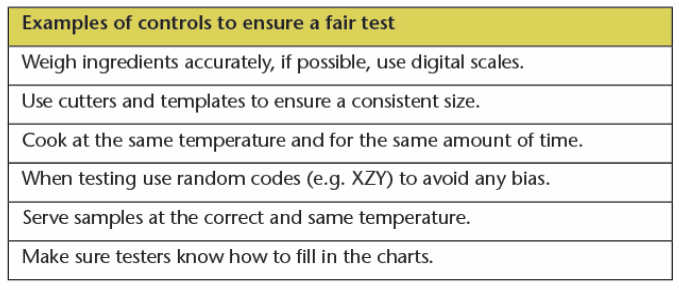 Examples of controls to ensure a fair test
Weigh ingredients accurately, if possible, use digital scales.
Use cutters and templates to ensure a consistent size.
Cook at the same temperature and for the same amount of time.
When testing use random codes (e.g. XZY) to avoid any bias.
Serve samples at the correct and same temperature.
Make sure testers know how to fill in the charts.